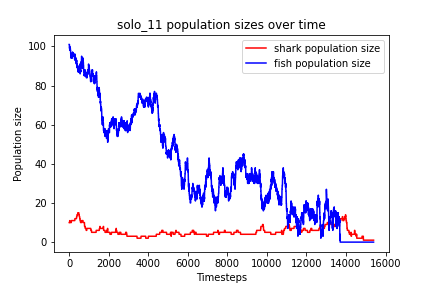 solo_11 population sizes over time
shark population size
fish population size
Population size
100
80
60
40
20
0
0 2000 4000 6000 8000 10000 12000 14000 16000
Timesteps